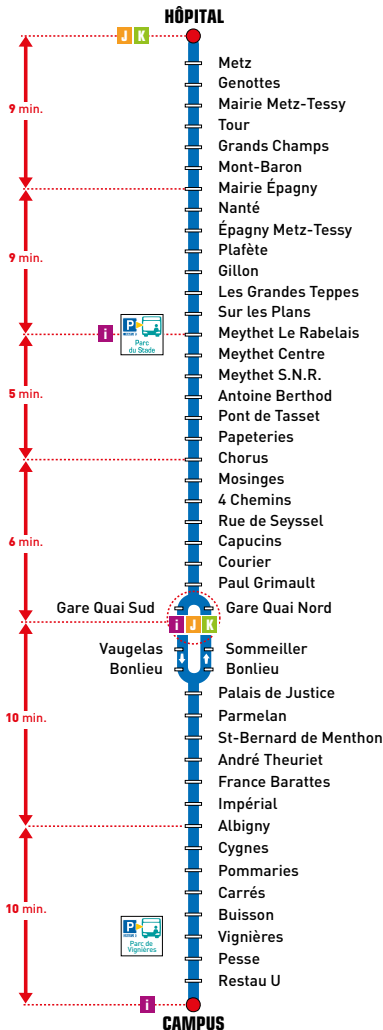 HÔPITAL
J K
Metz
Genottes
Mairie Metz-Tessy
Tour
9 min.
Grands Champs
Mont-Baron
Mairie Épagny
Nanté
Épagny Metz-Tessy
9 min.
Plafète
Gillon
Les Grandes Teppes
Sur les Plans
i
P
Parc
du Stade
Meythet Le Rabelais
Meythet Centre
Meythet S.N.R.
5 min.
Antoine Berthod
Pont de Tasset
Papeteries
Chorus
Mosinges
4 Chemins
Rue de Seyssel
6 min.
Capucins
Courier
Paul Grimault
Gare Quai Sud
Gare Quai Nord
i J K
Vaugelas
Sommeiller
Bonlieu
Bonlieu
Palais de Justice
10 min.
Parmelan
St-Bernard de Menthon
André Theuriet
France Barattes
Impérial
Albigny
Cygnes
Pommaries
Carrés
10 min.
Buisson
P
Parc de
Vignières
Vignières
Pesse
Restau U
i
CAMPUS